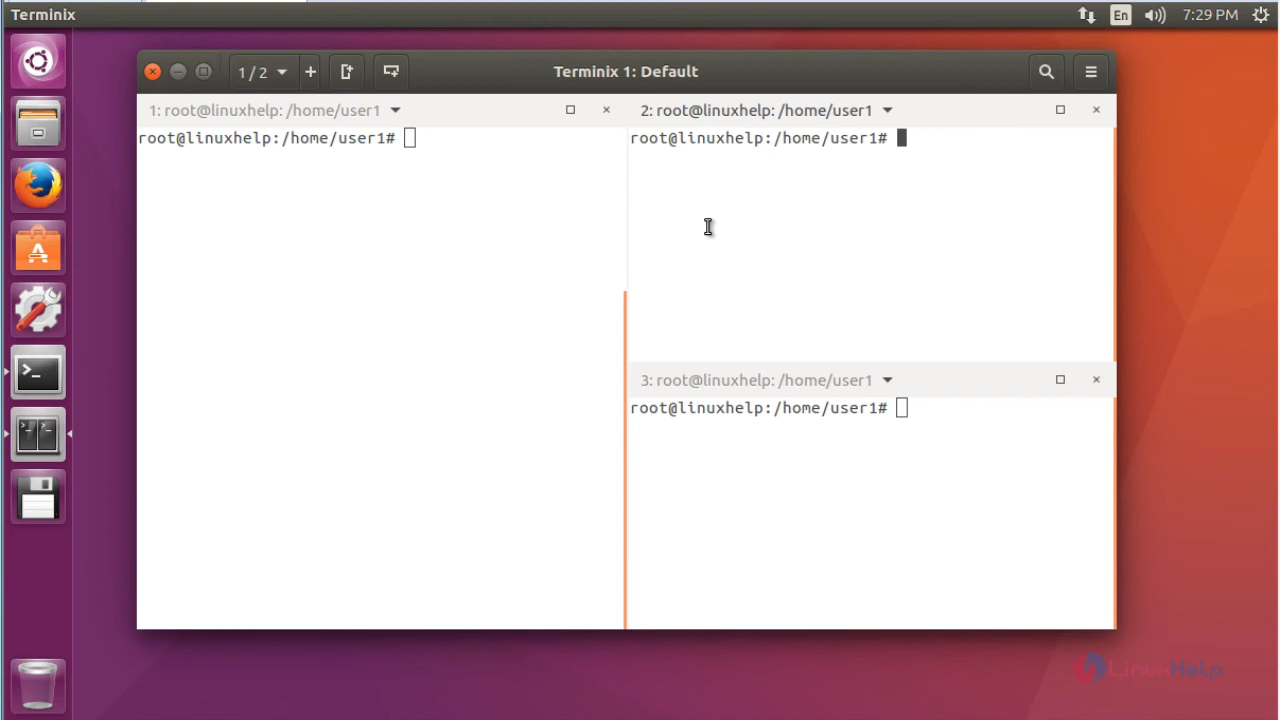 Terminix
En
7:29 PM
1 / 2
Terminix 1: Default
1: root@linuxhelp: /home/user1
root@linuxhelp:/home/user1#
2: root@linuxhelp: /home/user1
root@linuxhelp:/home/user1#
3: root@linuxhelp: /home/user1
root@linuxhelp:/home/user1#
LinuxHelp